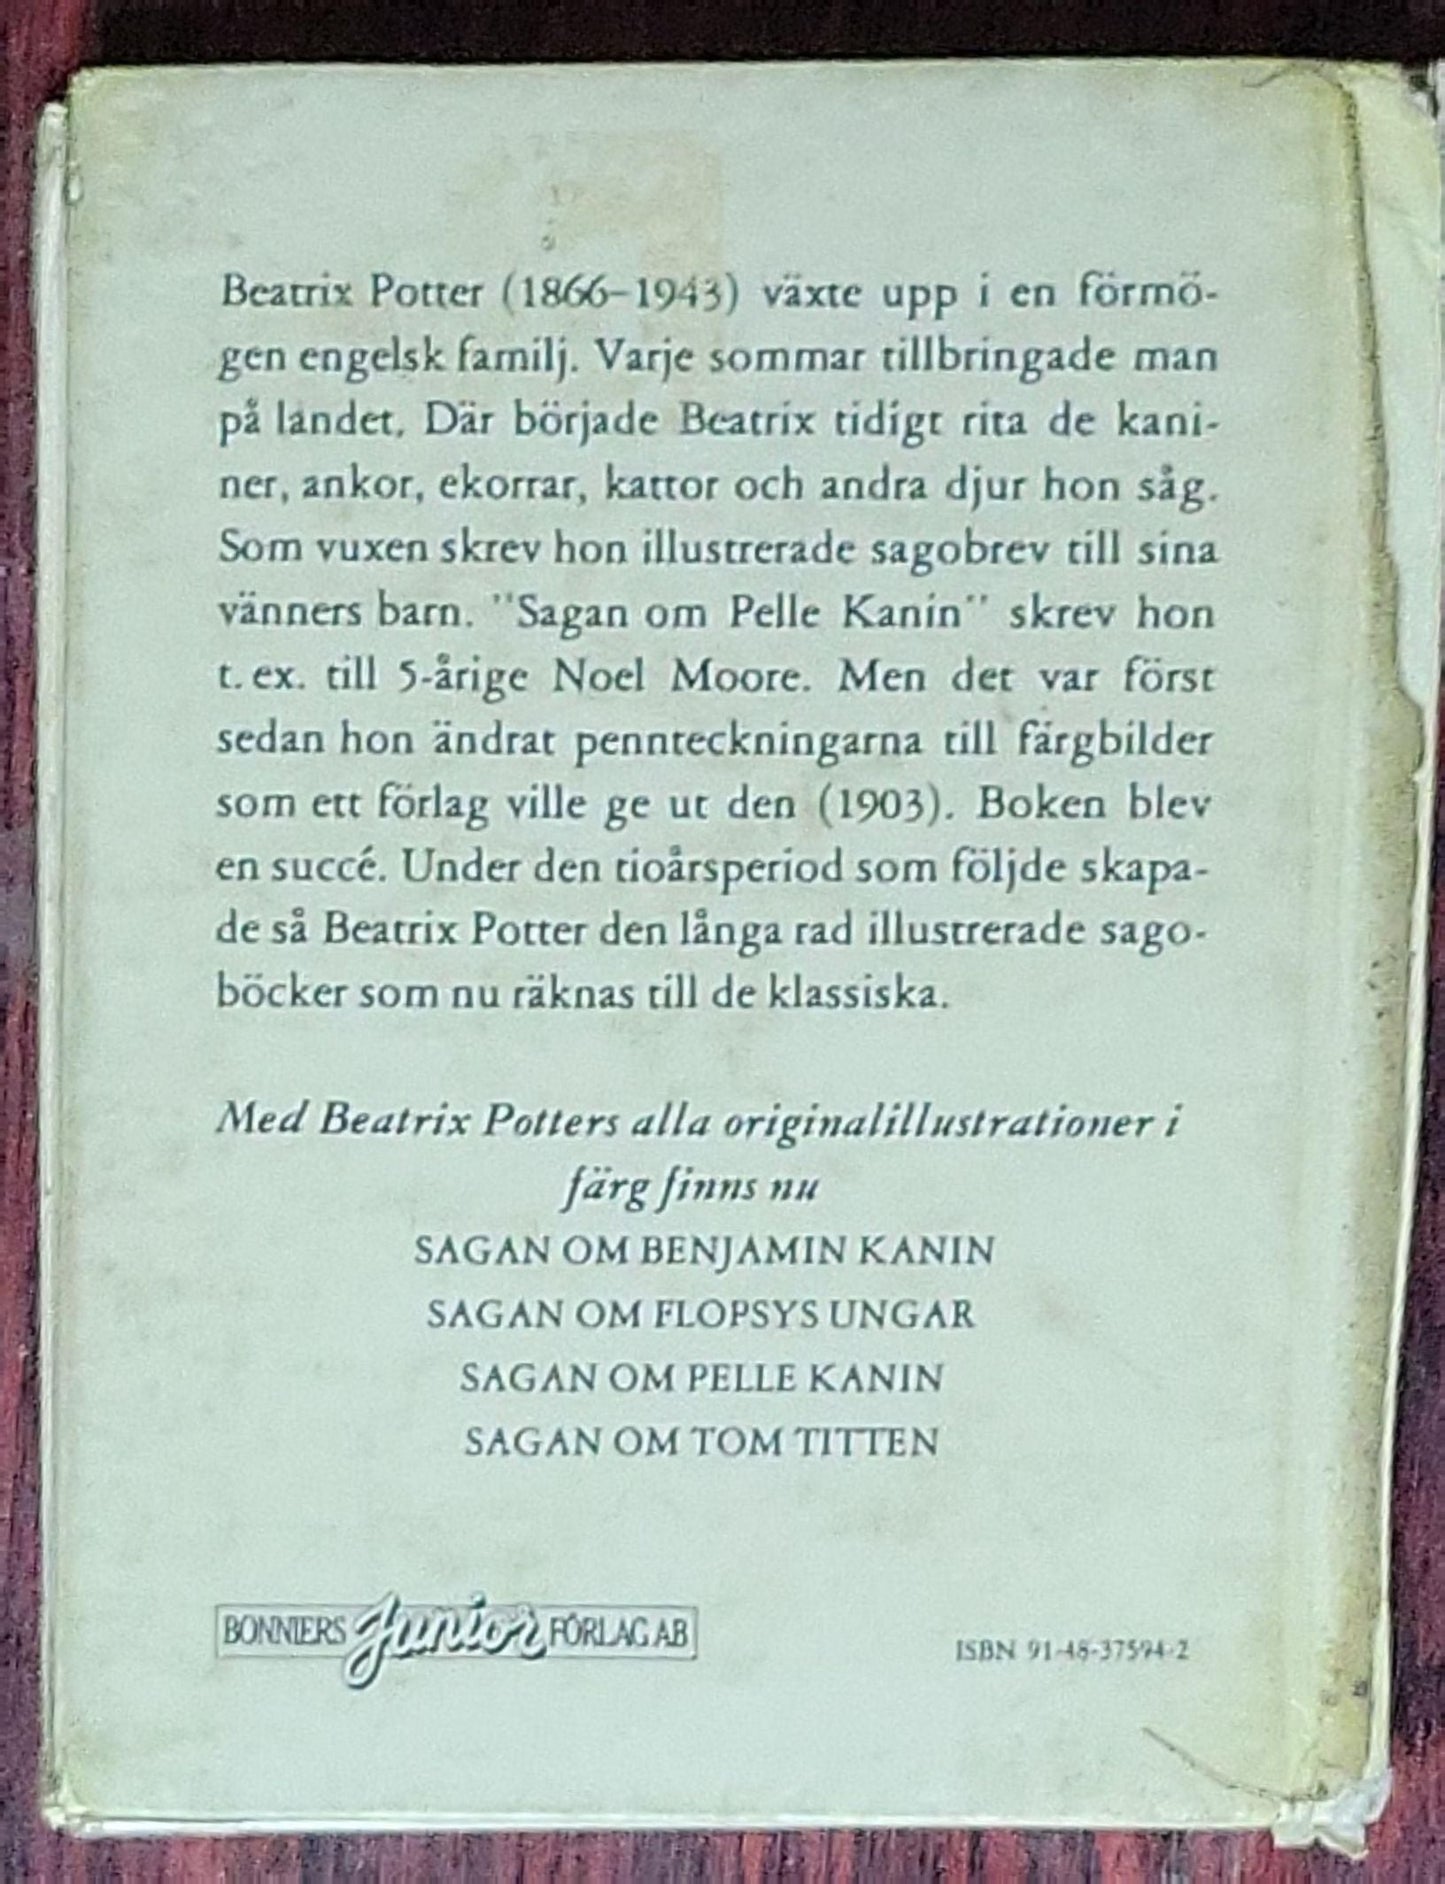 Beatrix Potter (1866–1943) växte upp i en förmö-
gen engelsk familj. Varje sommar tillbringade man
på landet. Där började Beatrix tidigt rita de kani-
ner, ankor, ekorrar, kattor och andra djur hon såg.
Som vuxen skrev hon illustrerade sagobrev till sina
vänners barn. "Sagan om Pelle Kanin" skrev hon
t. ex. till 5-årige Noel Moore. Men det var först
sedan hon ändrat pennteckningarna till färgbilder
som ett förlag ville ge ut den (1903). Boken blev
en succé. Under den tioårsperiod som följde skapa-
de så Beatrix Potter den långa rad illustrerade sago-
böcker som nu räknas till de klassiska.
Med Beatrix Potters alla originalillustrationer i
färg finns nu
SAGAN OM BENJAMIN KANIN
SAGAN OM FLOPSYS UNGAR
SAGAN OM PELLE KANIN
SAGAN OM TOM TITTEN
BONNIERS Junior FÖRLAG AB
ISBN 91-48-37594-2